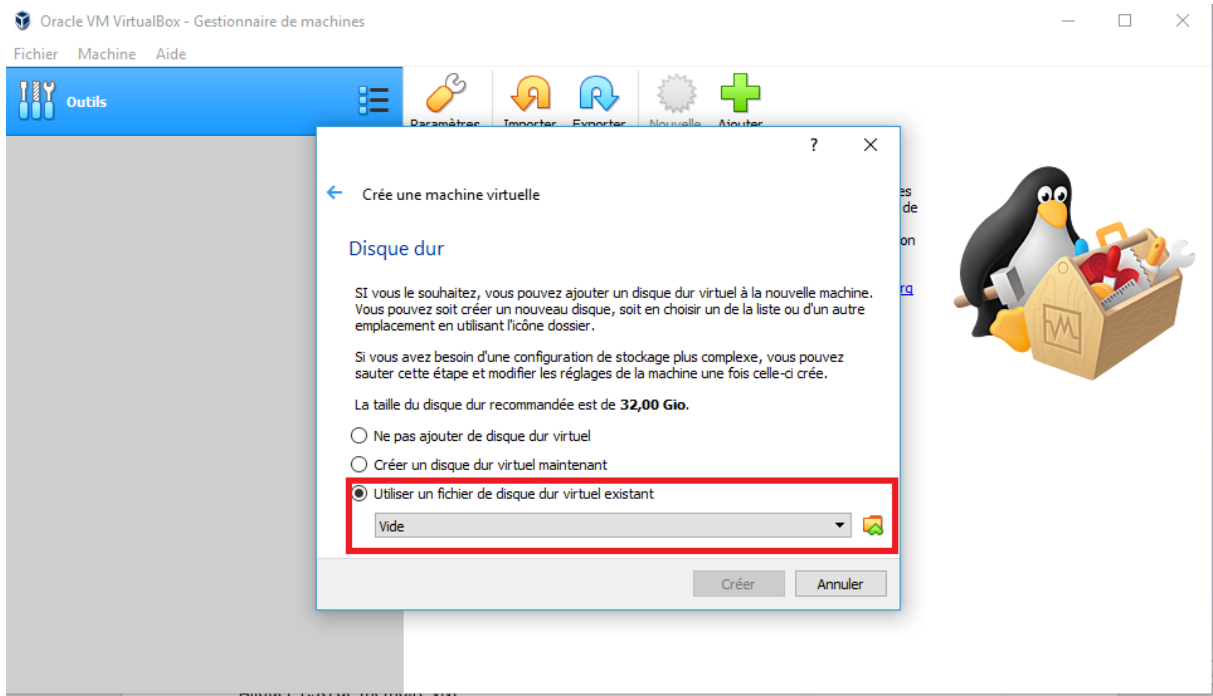 Oracle VM VirtualBox - Gestionnaire de machines
Fichier Machine Aide
Outils
Paramètres Importer Exporter Nouvelle Ajouter
?
Crée une machine virtuelle
es
de
Disque dur
on
SI vous le souhaitez, vous pouvez ajouter un disque dur virtuel à la nouvelle machine.
rg
Vous pouvez soit créer un nouveau disque, soit en choisir un de la liste ou d'un autre
emplacement en utilisant l'icône dossier.
Si vous avez besoin d'une configuration de stockage plus complexe, vous pouvez
sauter cette étape et modifier les réglages de la machine une fois celle-ci crée.
La taille du disque dur recommandée est de 32,00 Gio.
Ne pas ajouter de disque dur virtuel
Créer un disque dur virtuel maintenant
Utiliser un fichier de disque dur virtuel existant
Vide
Créer Annuler